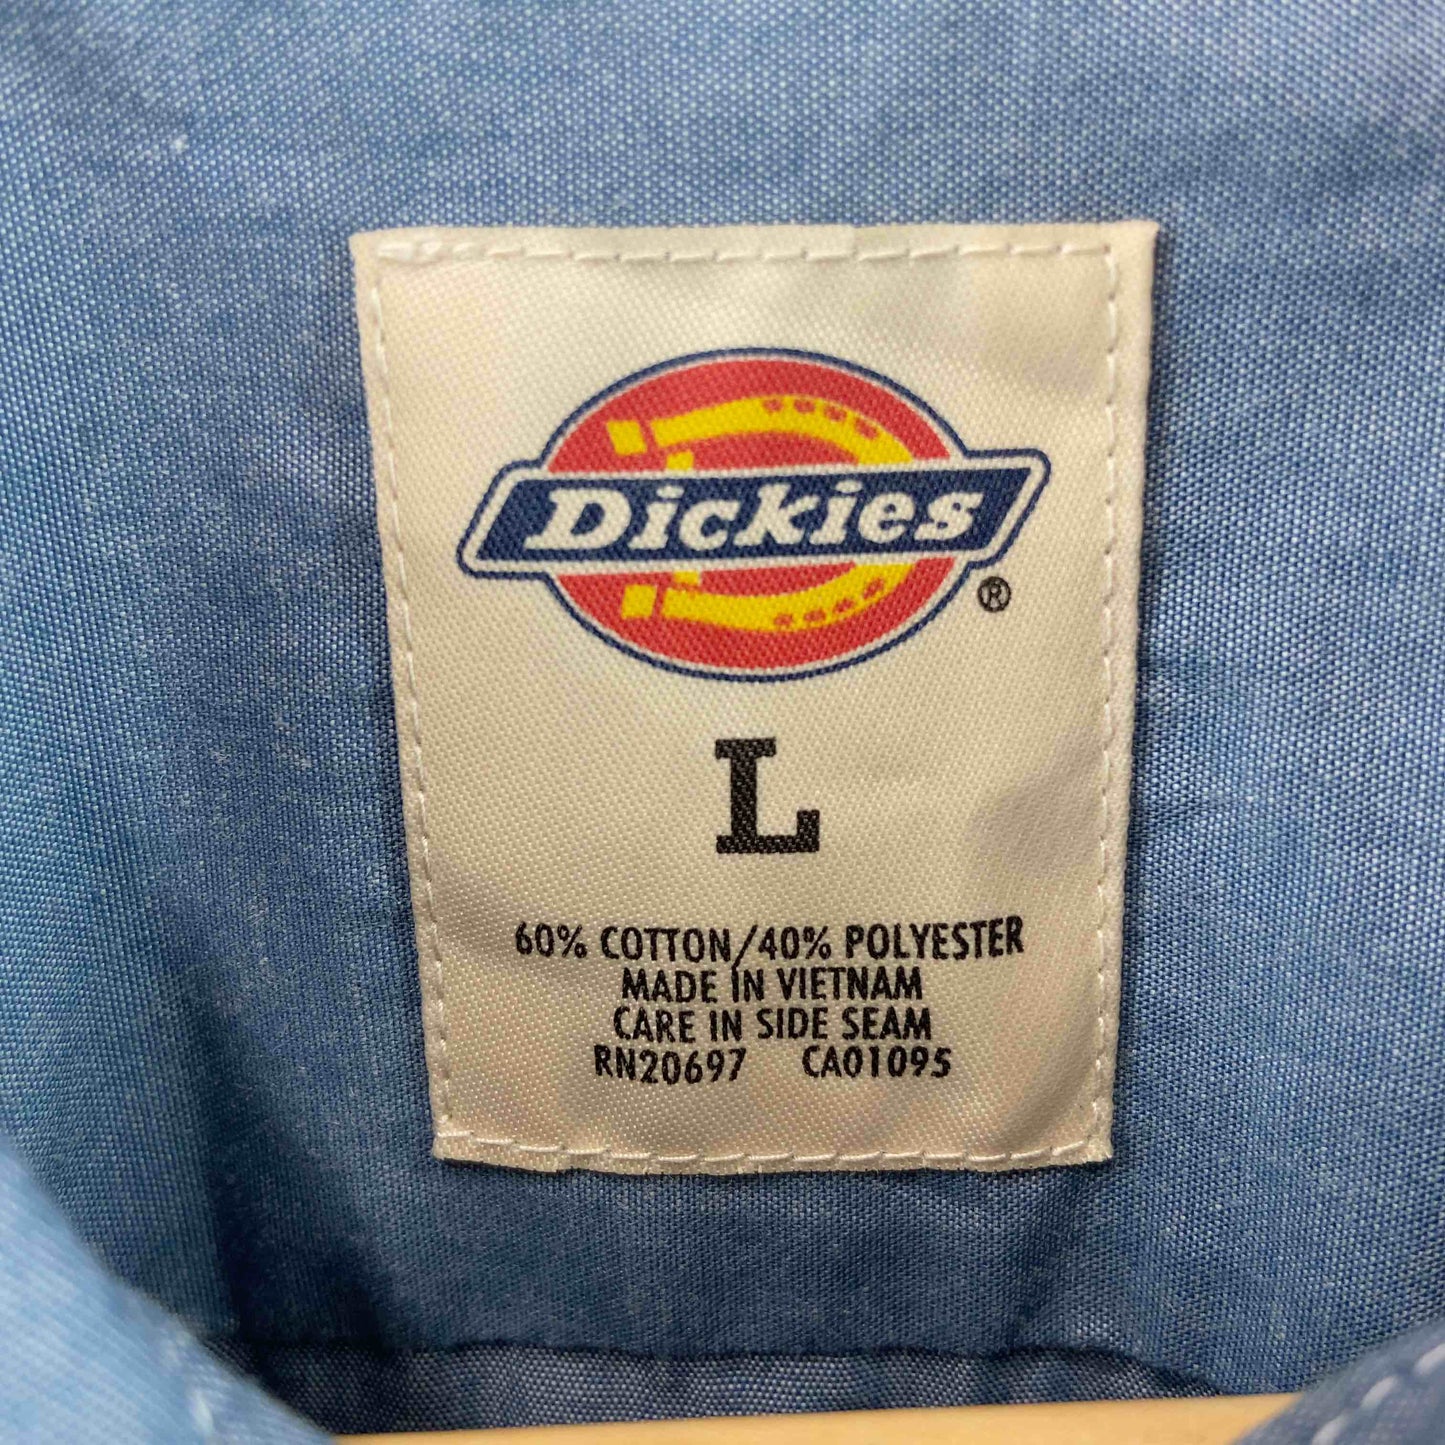 Dickies
®
L
60% COTTON/40% POLYESTER
MADE IN VIETNAM
CARE IN SIDE SEAM
RN20697 CA01095